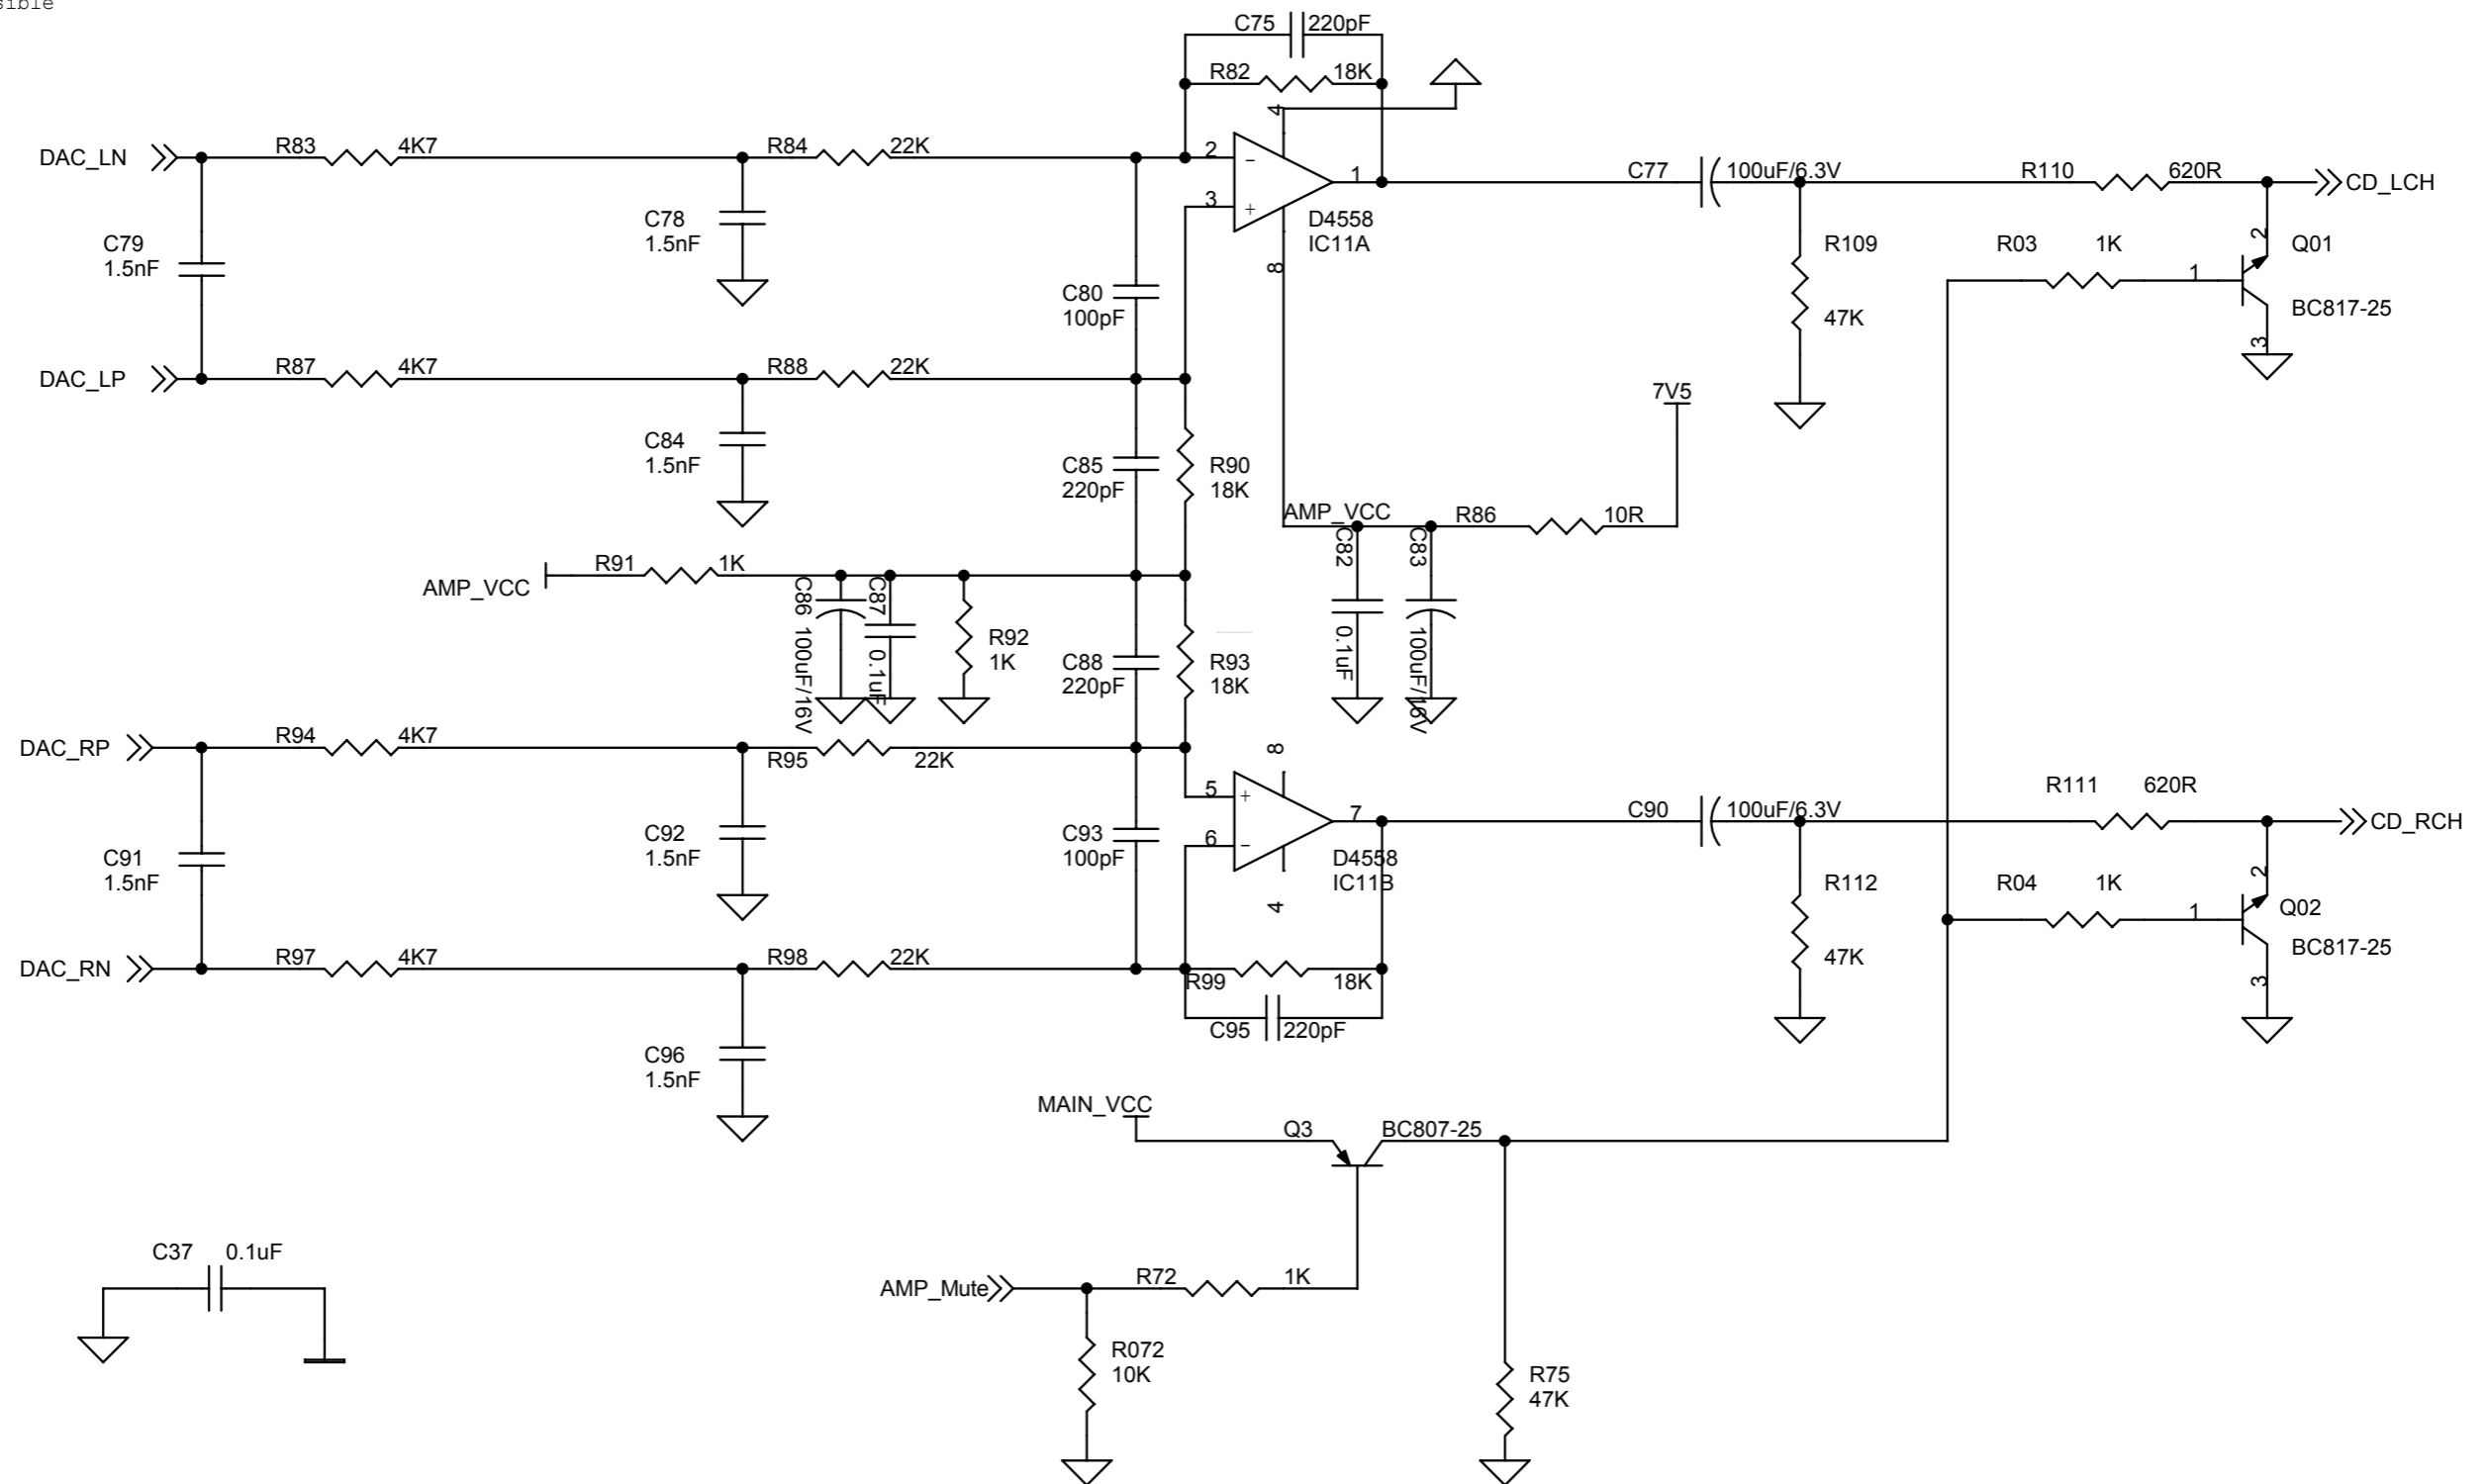 sible
C75 220pF
R82 18K
4
DAC_LN R83 4K7 R84 22K 2 −
1 C77 100uF/6.3V R110 620R CD_LCH
3 +
C78
1.5nF
D4558
IC11A
8
C79
1.5nF
R109
47K
R03 1K 1
2
Q01
BC817-25
3
C80
100pF
DAC_LP R87 4K7 R88 22K
7V5
C84
1.5nF
C85
220pF
R90
18K
AMP_VCC R86 10R
C82
0.1uF
C83
100uF/16V
AMP_VCC R91 1K
C86 100uF/16V
C87 0.1uF
R92
1K
C88
220pF
R93
18K
DAC_RP R94 4K7 R95 22K
8
5 +
7 C90 100uF/6.3V R111 620R CD_RCH
6 −
C91
1.5nF
C92
1.5nF
C93
100pF
D4558
IC11B
4
R112
47K
R04 1K 1
2
Q02
BC817-25
3
DAC_RN R97 4K7 R98 22K R99 18K
C95 220pF
C96
1.5nF
MAIN_VCC
Q3 BC807-25
C37 0.1uF
AMP_Mute R72 1K
R072
10K
R75
47K